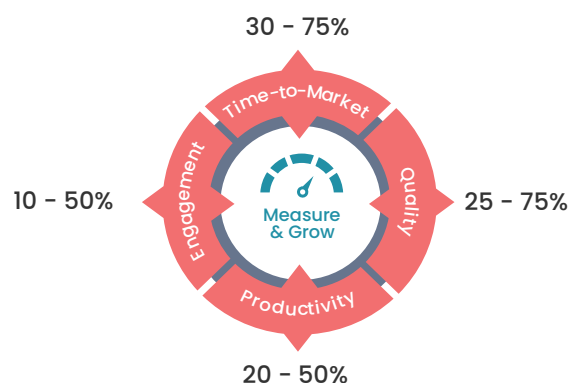 30 - 75%
Time-to-Market
Engagement
Quality
10 - 50%
Measure
& Grow
25 - 75%
Productivity
20 - 50%